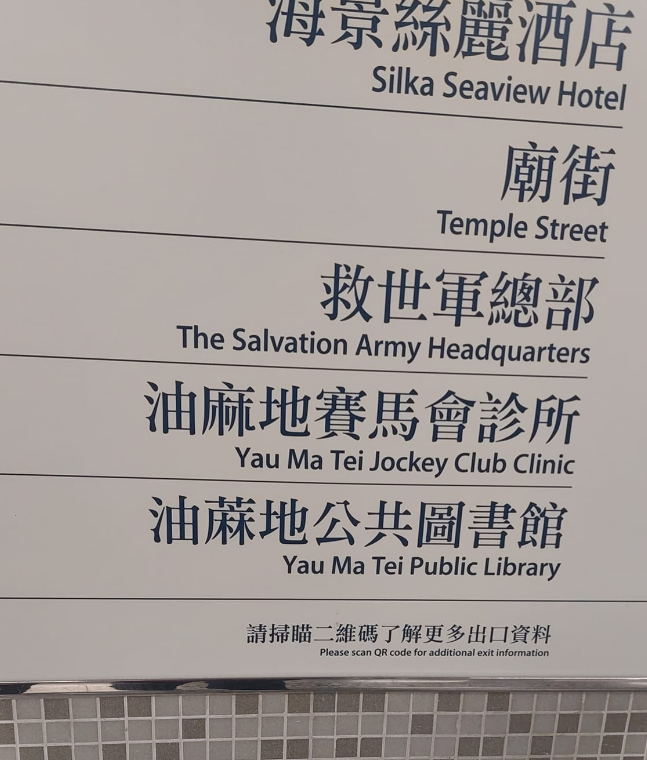 海景絲麗酒店
Silka Seaview Hotel
廟街
Temple Street
救世軍總部
The Salvation Army Headquarters
油麻地賽馬會診所
Yau Ma Tei Jockey Club Clinic
油蔴地公共圖書館
Yau Ma Tei Public Library
請掃瞄二維碼了解更多出口資料
Please scan QR code for additional exit information